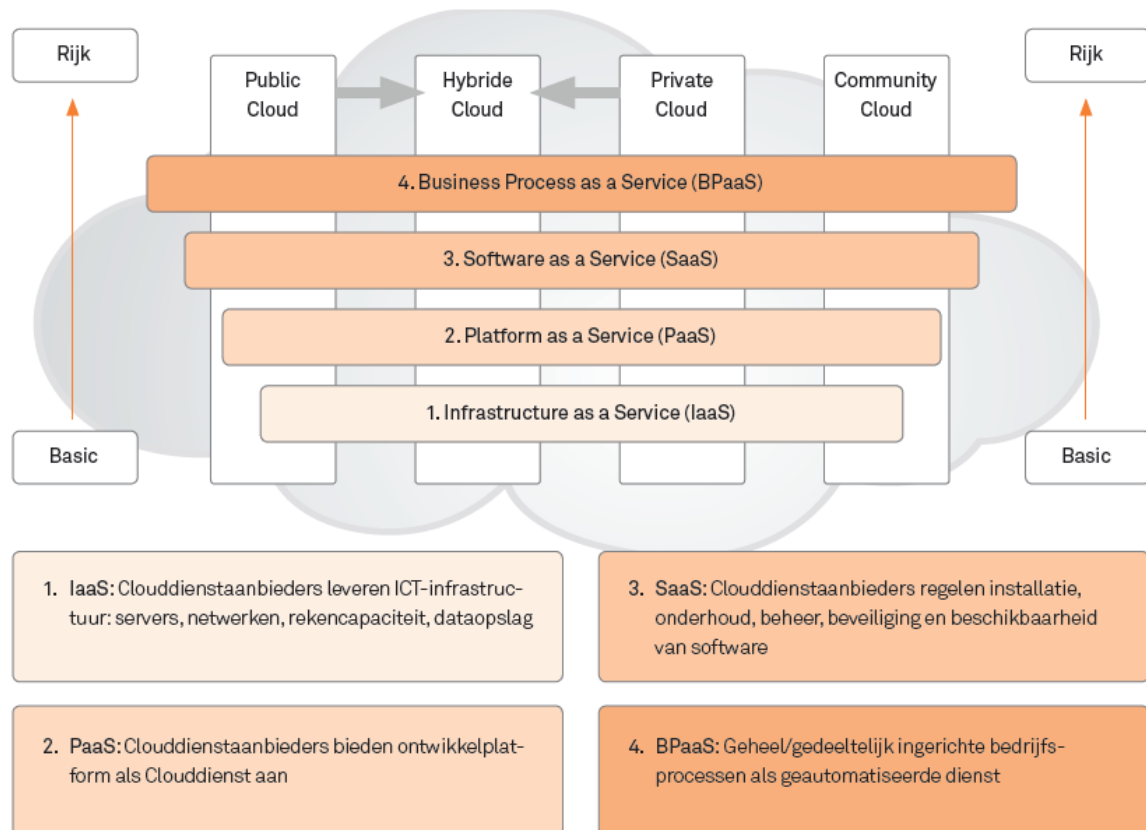 Rijk
Rijk
Public
Cloud
Hybride
Cloud
Private
Cloud
Community
Cloud
4. Business Process as a Service (BPaaS)
3. Software as a Service (SaaS)
2. Platform as a Service (PaaS)
1. Infrastructure as a Service (IaaS)
Basic
Basic
1. IaaS: Clouddienstaanbieders leveren ICT-infrastruc-
tuur: servers, netwerken, rekencapaciteit, dataopslag
3. SaaS: Clouddienstaanbieders regelen installatie,
onderhoud, beheer, beveiliging en beschikbaarheid
van software
2. PaaS: Clouddienstaanbieders bieden ontwikkelplat-
form als Clouddienst aan
4. BPaaS: Geheel/gedeeltelijk ingerichte bedrijfs-
processen als geautomatiseerde dienst